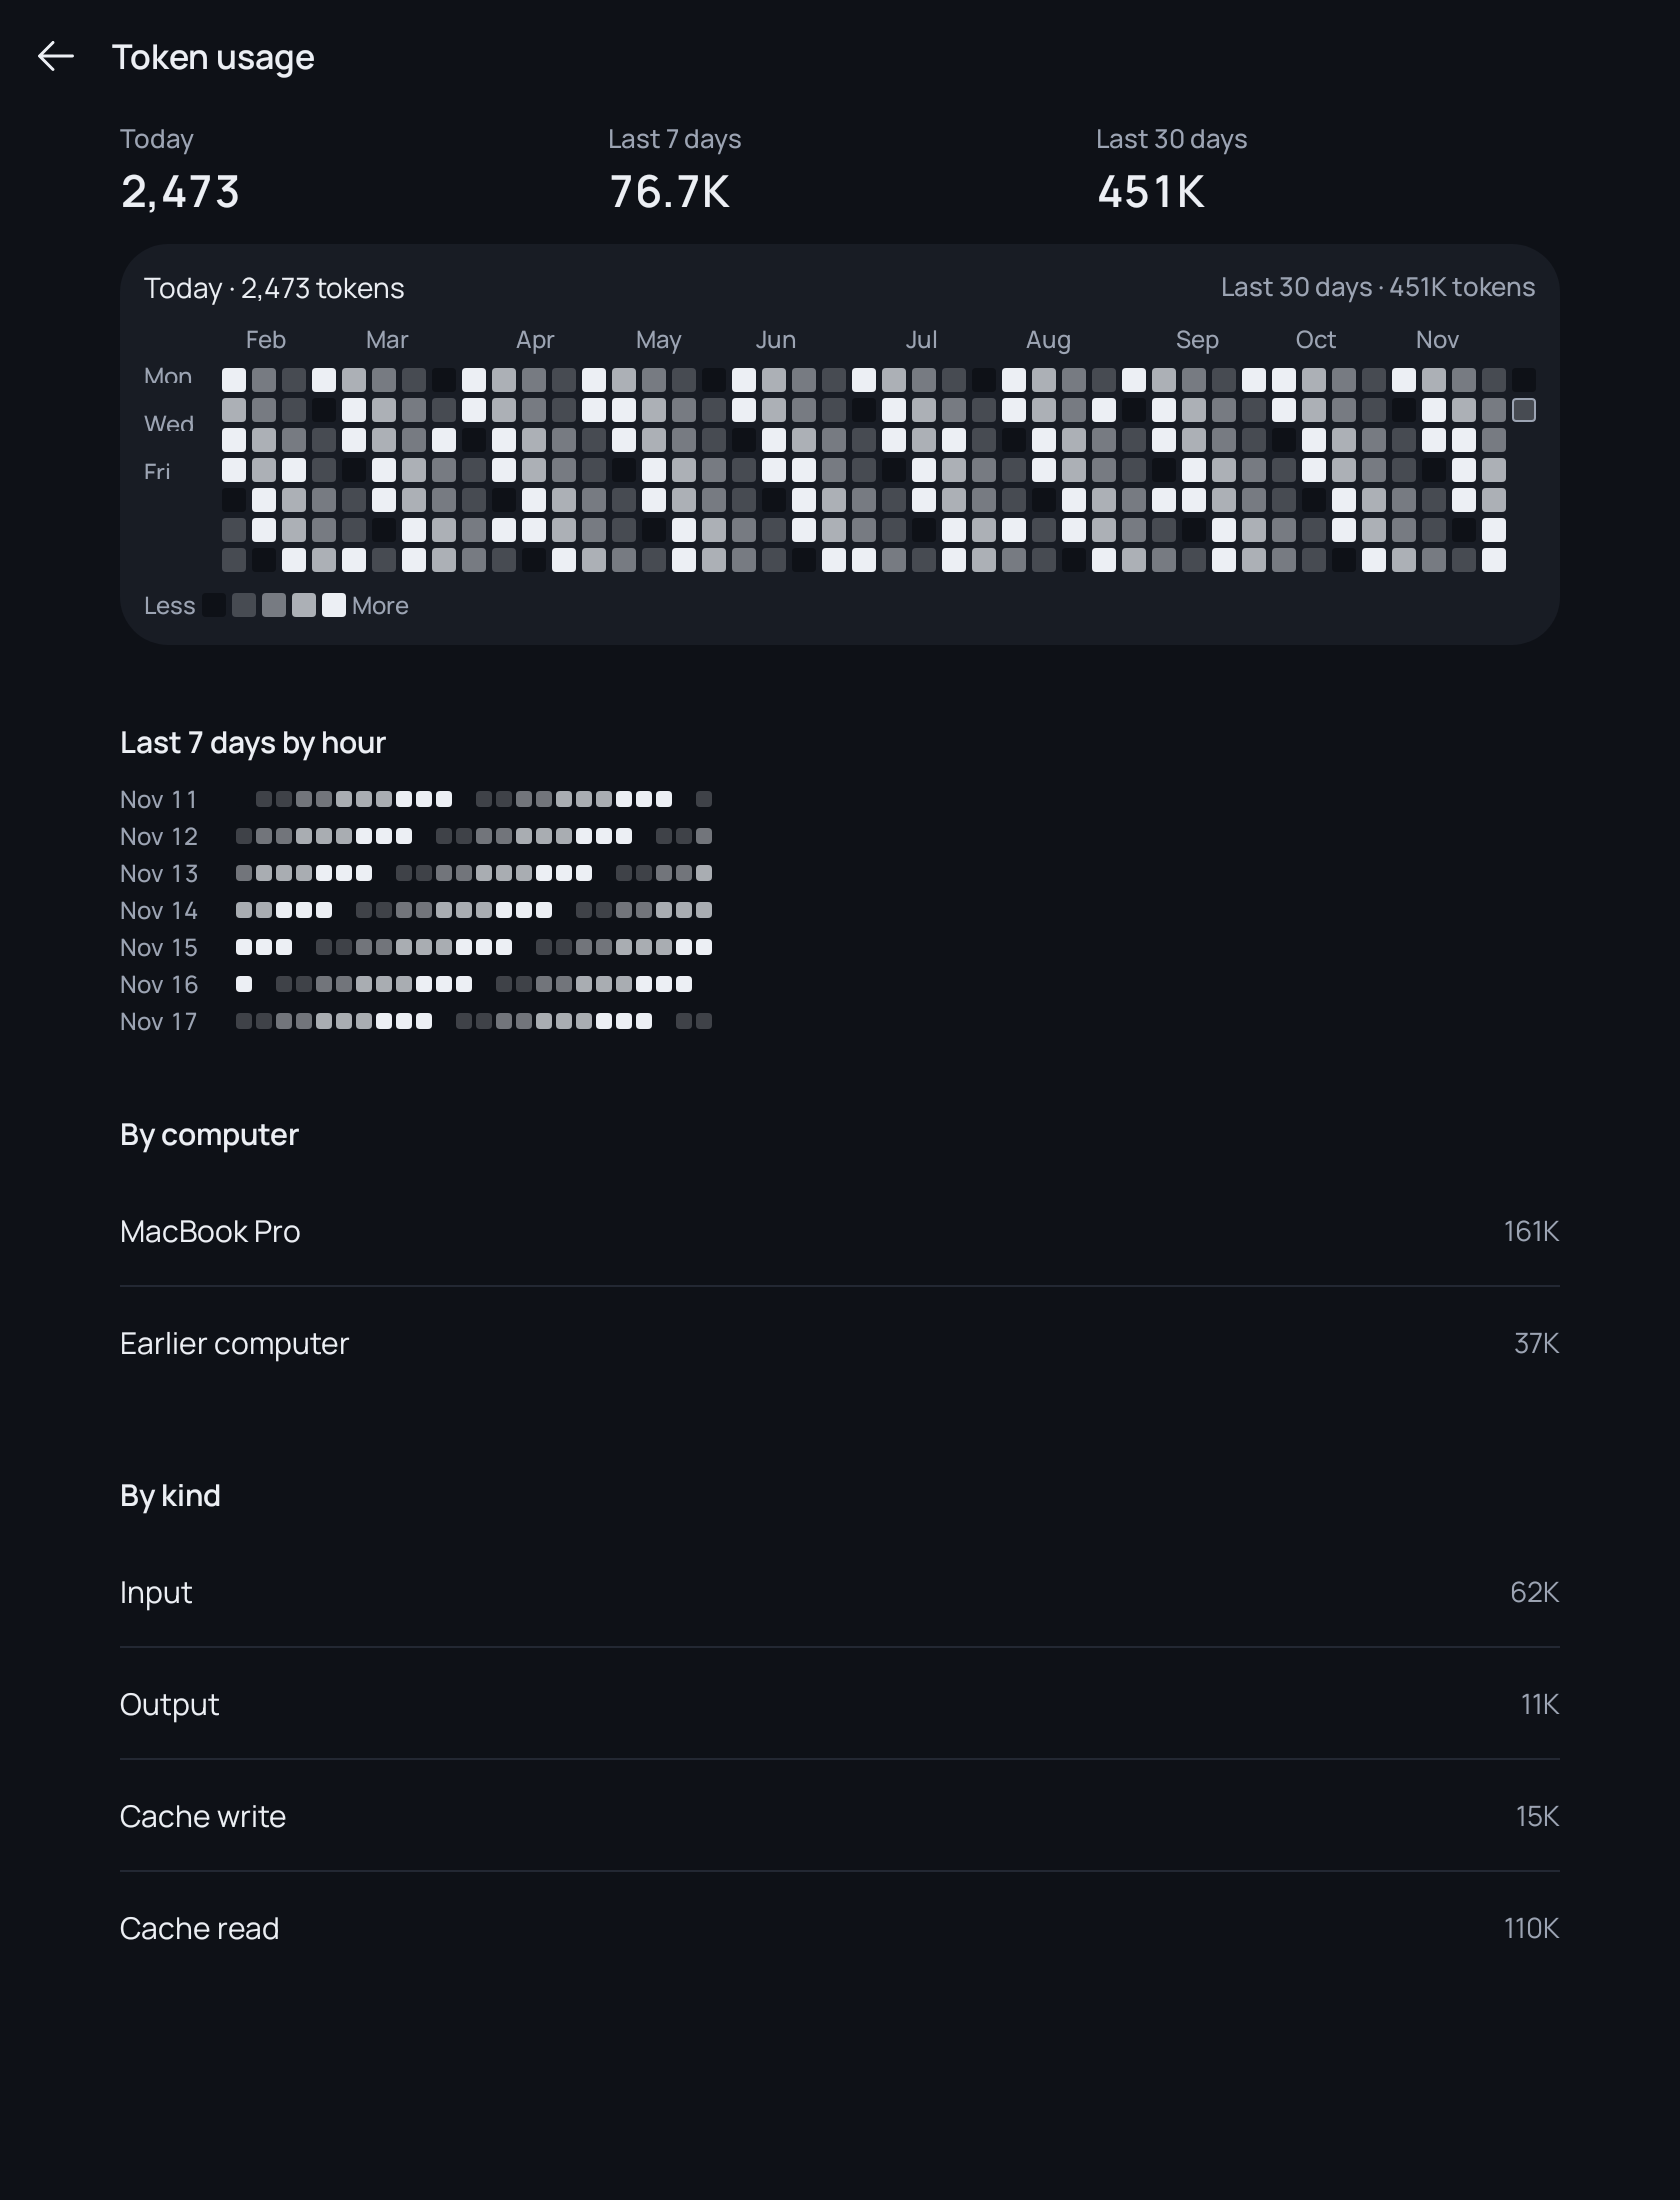 Token usage
Today
2,473
Last 7 days
76.7K
Last 30 days
451K
Today · 2,473 tokens
Last 30 days · 451K tokens
Feb Mar Apr May Jun Jul Aug Sep Oct Nov
Mon
Wed
Fri
Less More
Last 7 days by hour
Nov 11
Nov 12
Nov 13
Nov 14
Nov 15
Nov 16
Nov 17
By computer
MacBook Pro 161K
Earlier computer 37K
By kind
Input 62K
Output 11K
Cache write 15K
Cache read 110K